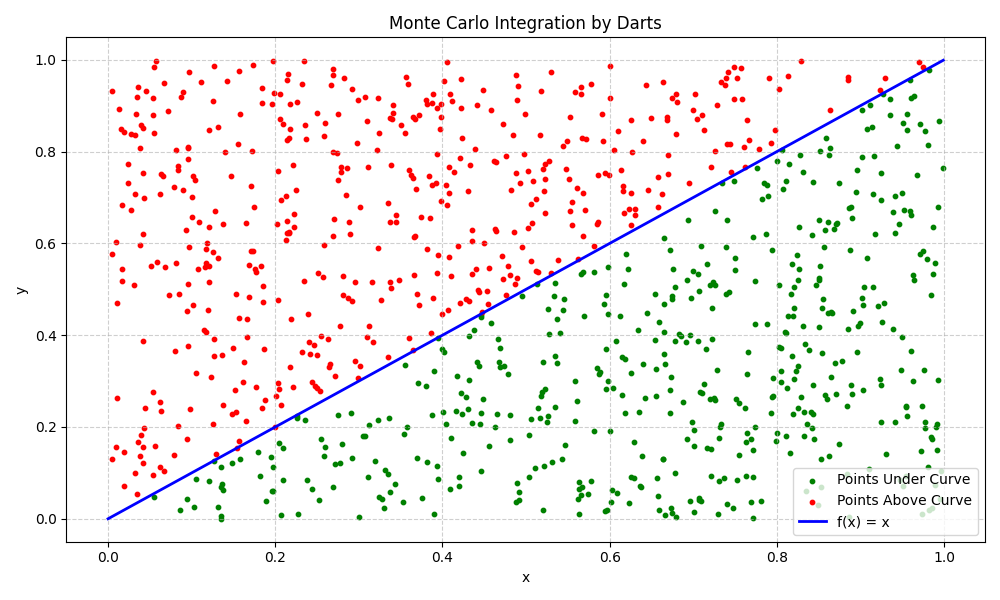 Monte Carlo Integration by Darts
1.0
0.8
0.6
0.4
0.2
0.0
y
0.0 0.2 0.4 0.6 0.8 1.0
x
Points Under Curve
Points Above Curve
f(x) = x